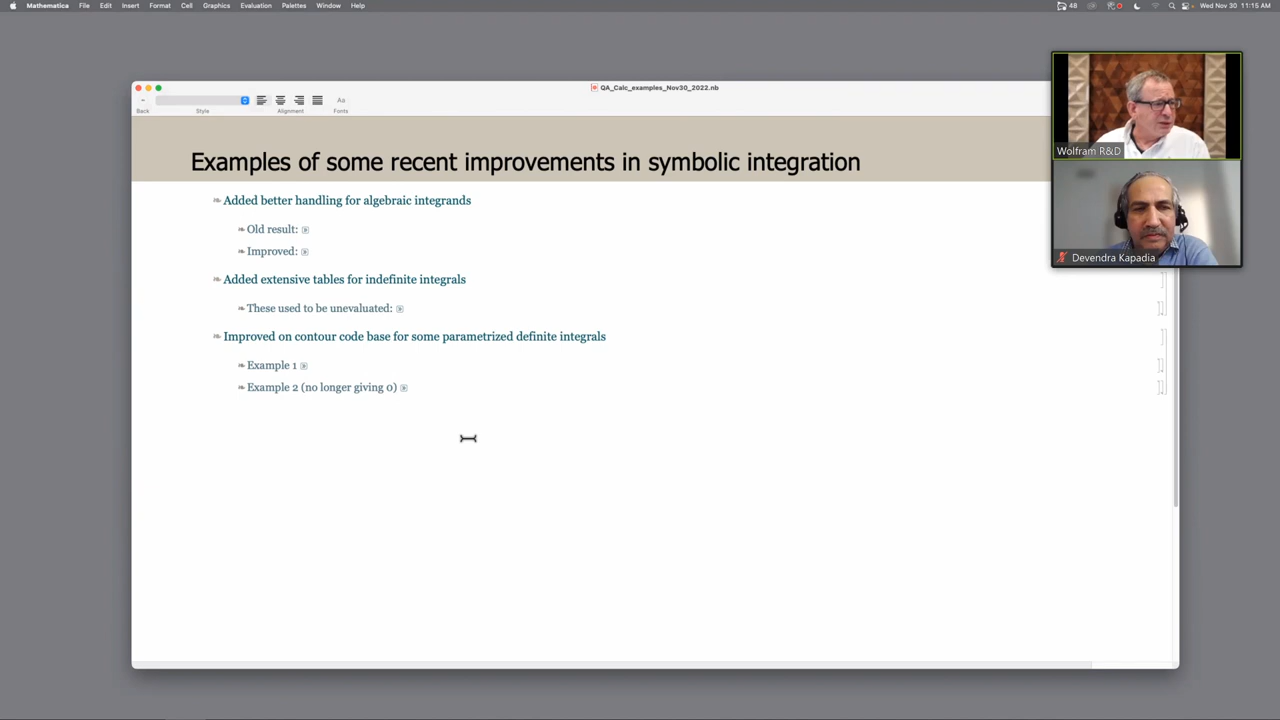 Mathematica File Edit Insert Format Cell Graphics Evaluation Palettes Window Help 48 Wed Nov 30 11:15 AM
QA_Calc_examples_Nov30_2022.nb
Back Style Alignment Aa Fonts
Wolfram R&D
Devendra Kapadia
Examples of some recent improvements in symbolic integration
Added better handling for algebraic integrands
Old result:
Improved:
Added extensive tables for indefinite integrals
These used to be unevaluated:
Improved on contour code base for some parametrized definite integrals
Example 1
Example 2 (no longer giving 0)